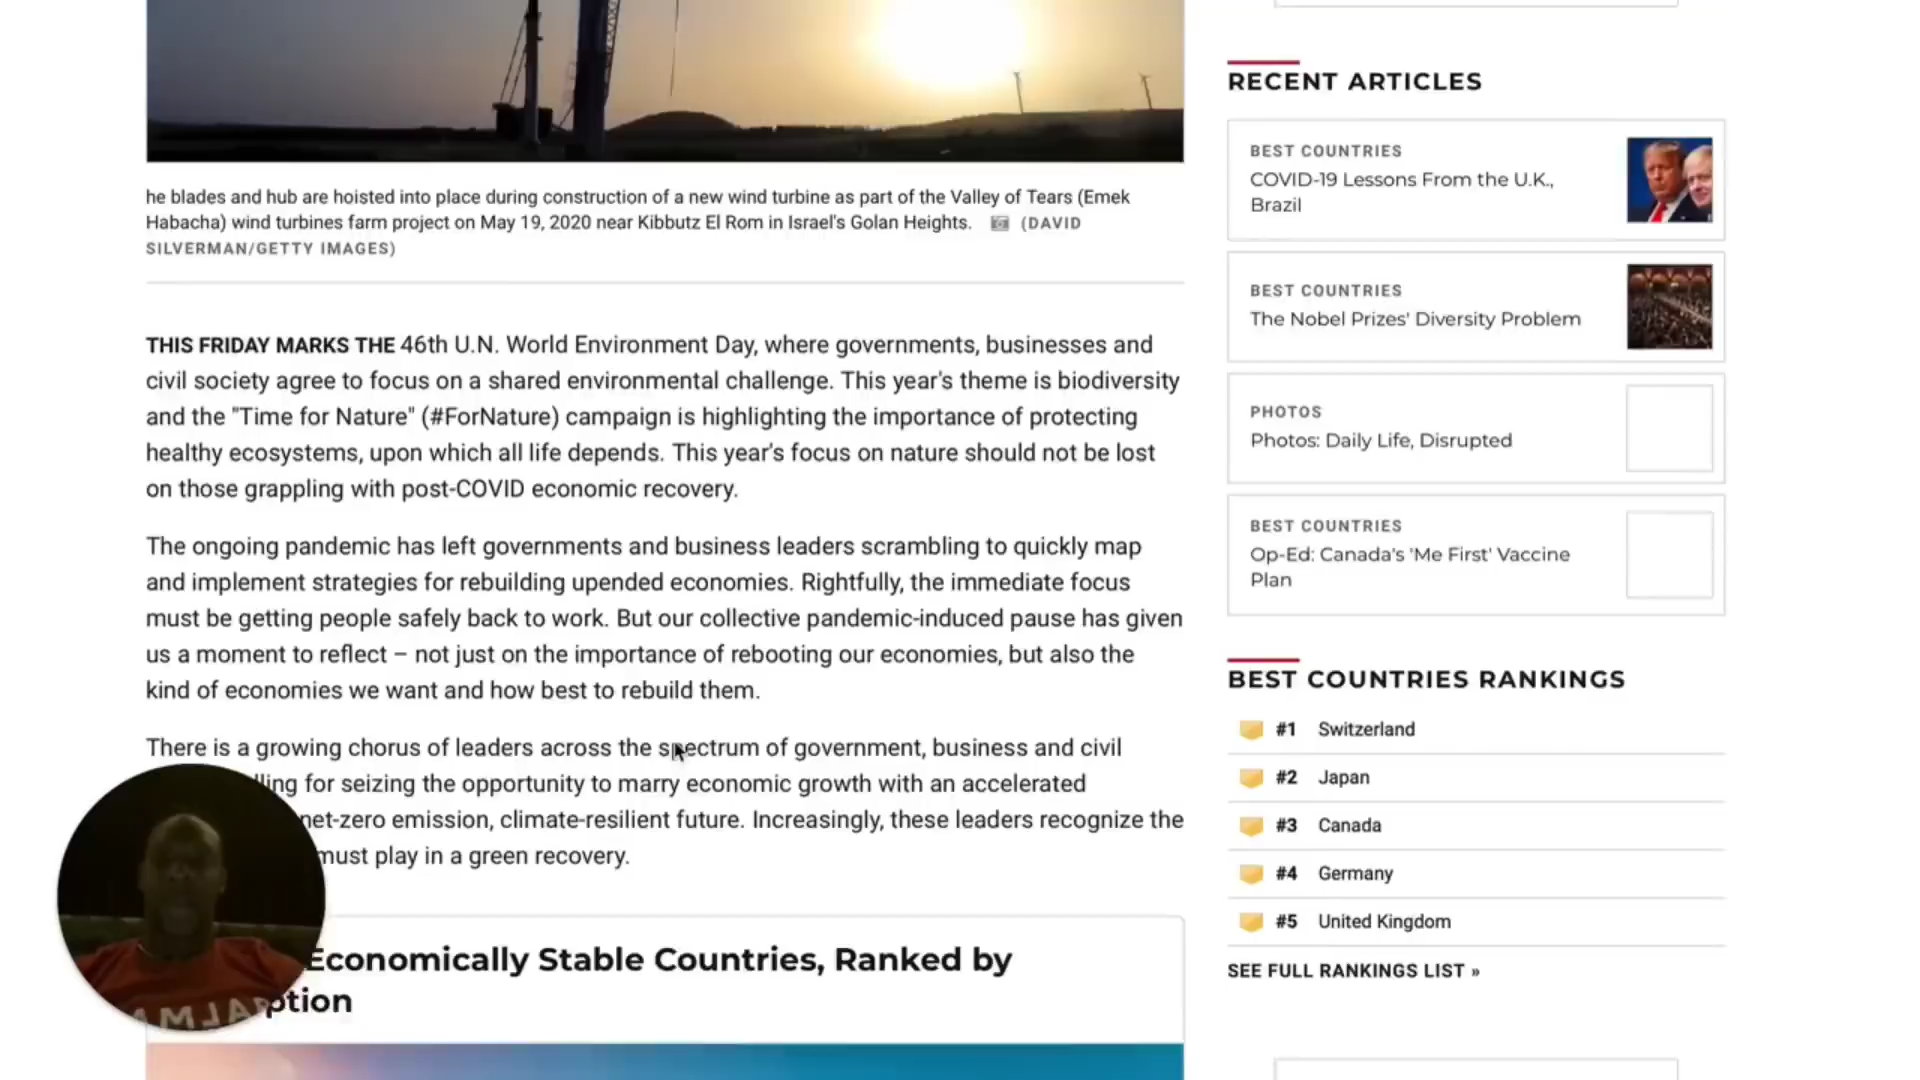 he blades and hub are hoisted into place during construction of a new wind turbine as part of the Valley of Tears (Emek
Habacha) wind turbines farm project on May 19, 2020 near Kibbutz El Rom in Israel's Golan Heights. (DAVID
SILVERMAN/GETTY IMAGES)
THIS FRIDAY MARKS THE 46th U.N. World Environment Day, where governments, businesses and
civil society agree to focus on a shared environmental challenge. This year's theme is biodiversity
and the "Time for Nature" (#ForNature) campaign is highlighting the importance of protecting
healthy ecosystems, upon which all life depends. This year's focus on nature should not be lost
on those grappling with post-COVID economic recovery.
The ongoing pandemic has left governments and business leaders scrambling to quickly map
and implement strategies for rebuilding upended economies. Rightfully, the immediate focus
must be getting people safely back to work. But our collective pandemic-induced pause has given
us a moment to reflect – not just on the importance of rebooting our economies, but also the
kind of economies we want and how best to rebuild them.
There is a growing chorus of leaders across the spectrum of government, business and civil
lling for seizing the opportunity to marry economic growth with an accelerated
net-zero emission, climate-resilient future. Increasingly, these leaders recognize the
must play in a green recovery.
Economically Stable Countries, Ranked by
ption
RECENT ARTICLES
BEST COUNTRIES
COVID-19 Lessons From the U.K.,
Brazil
BEST COUNTRIES
The Nobel Prizes' Diversity Problem
PHOTOS
Photos: Daily Life, Disrupted
BEST COUNTRIES
Op-Ed: Canada's 'Me First' Vaccine
Plan
BEST COUNTRIES RANKINGS
#1 Switzerland
#2 Japan
#3 Canada
#4 Germany
#5 United Kingdom
SEE FULL RANKINGS LIST »